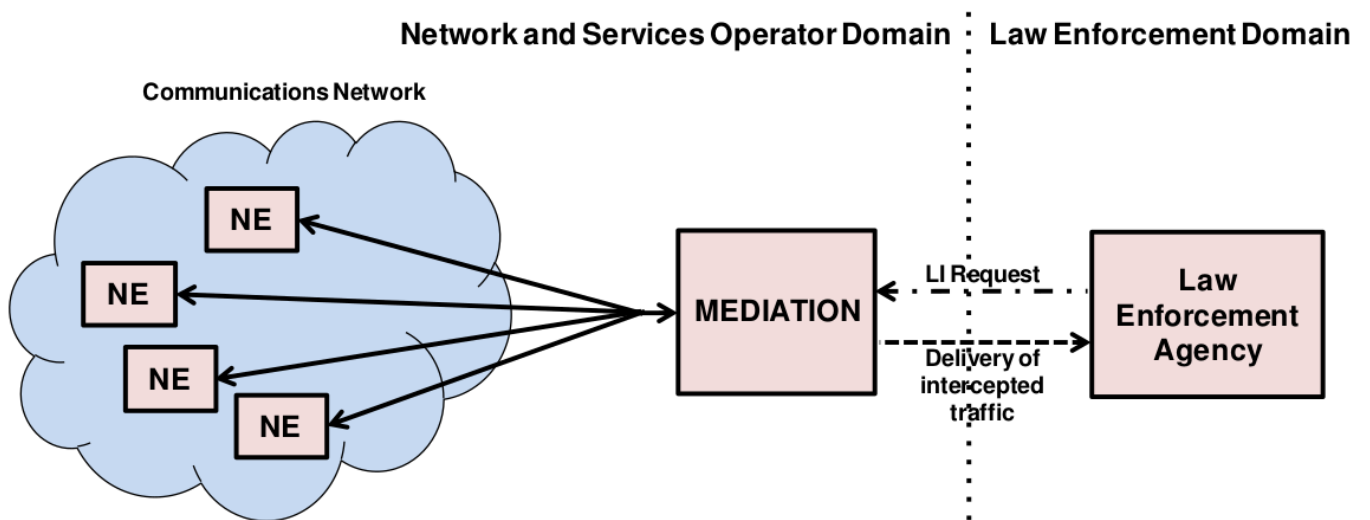 Network and Services Operator Domain
Law Enforcement Domain
Communications Network
NE
NE
NE
NE
MEDIATION
LI Request
Delivery of
intercepted
traffic
Law
Enforcement
Agency